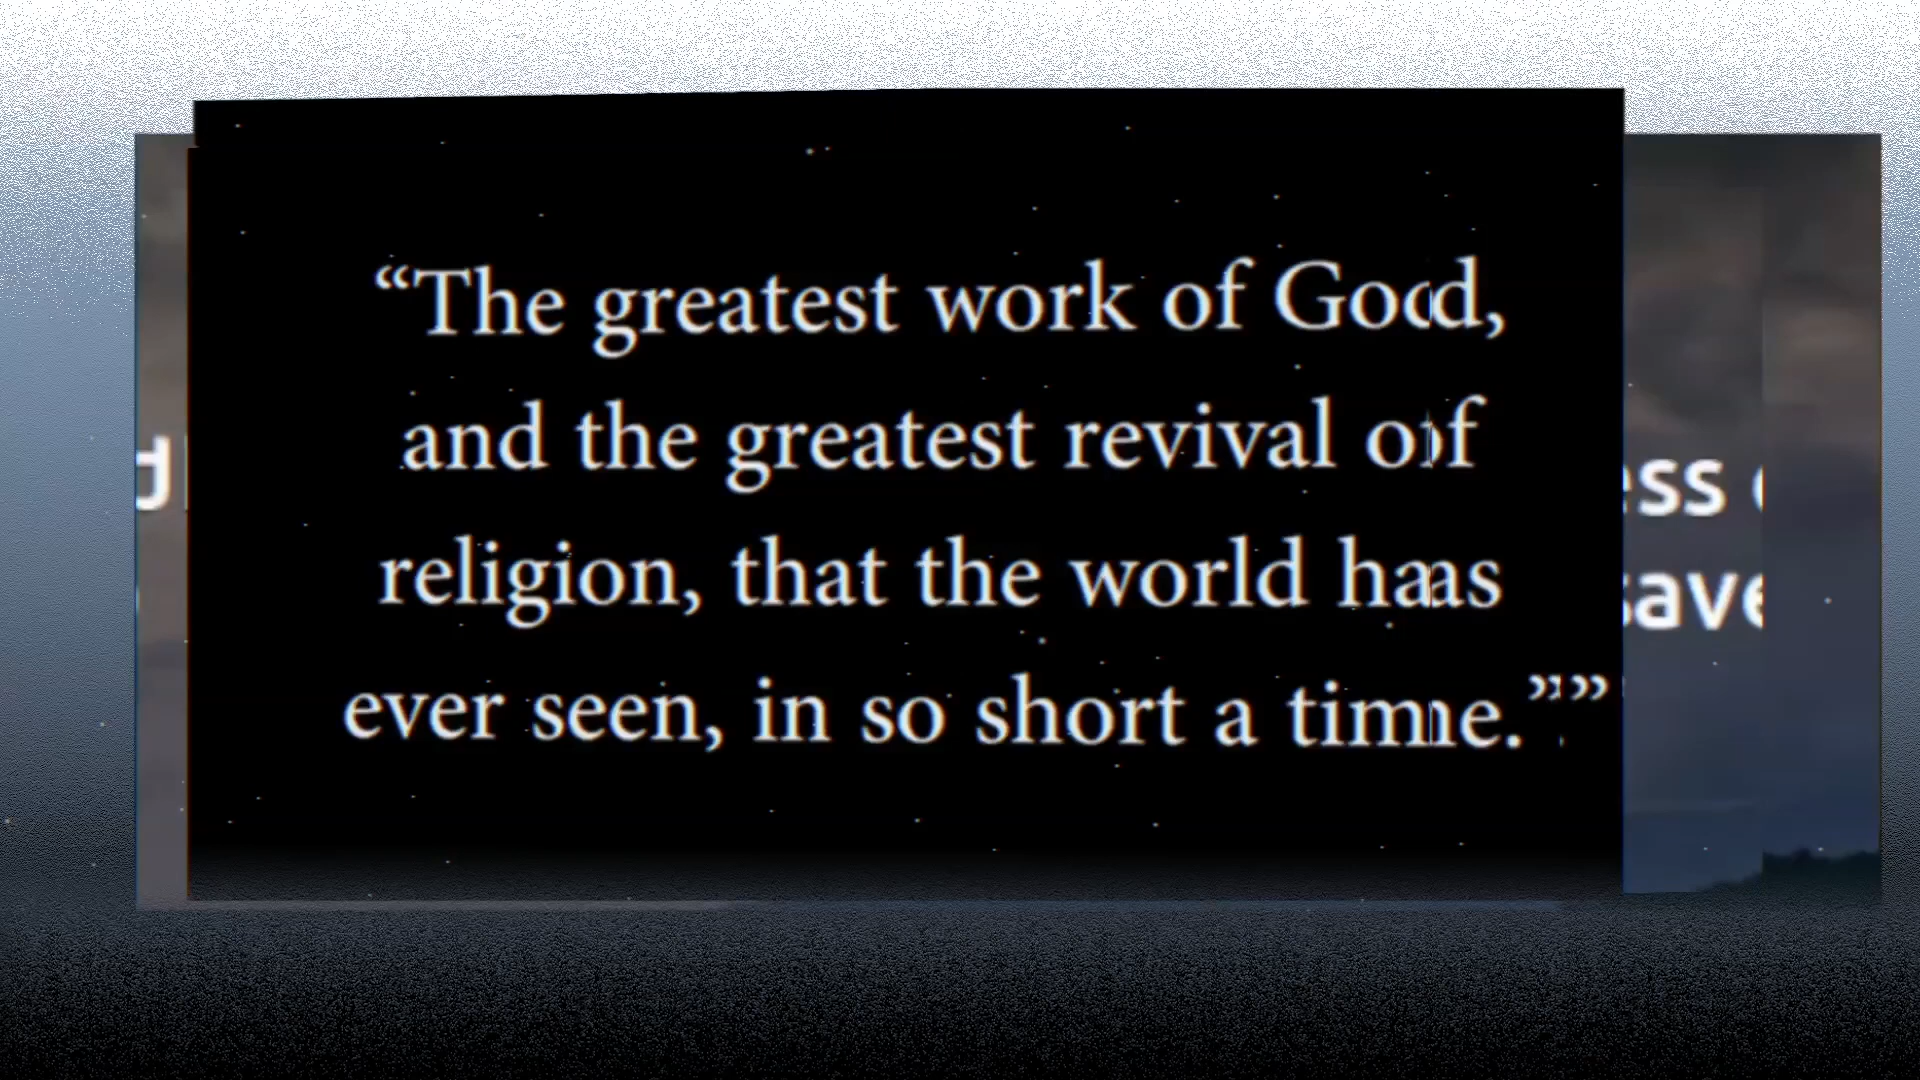 “The greatest work of God,
and the greatest revival of
religion, that the world has
ever seen, in so short a time.”